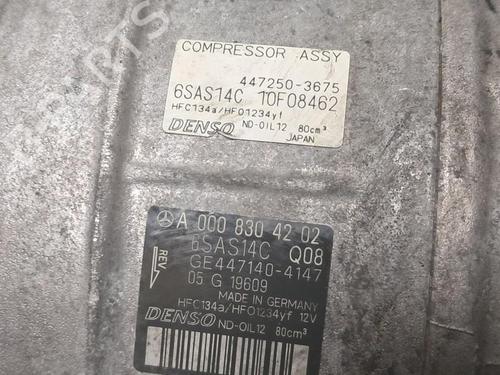 COMPRESSOR ASSY
447250-3675
6SAS14C 10F08462
HFC134a/HFO1234yf
DENSO ND-OIL12 80cm³
JAPAN
A 000 830 42 02
6SAS14C Q08
GE447140-4147
REV
05 G 19609
MADE IN GERMANY
HFC134a/HFO1234yf 12V
DENSO ND-OIL12 80cm³